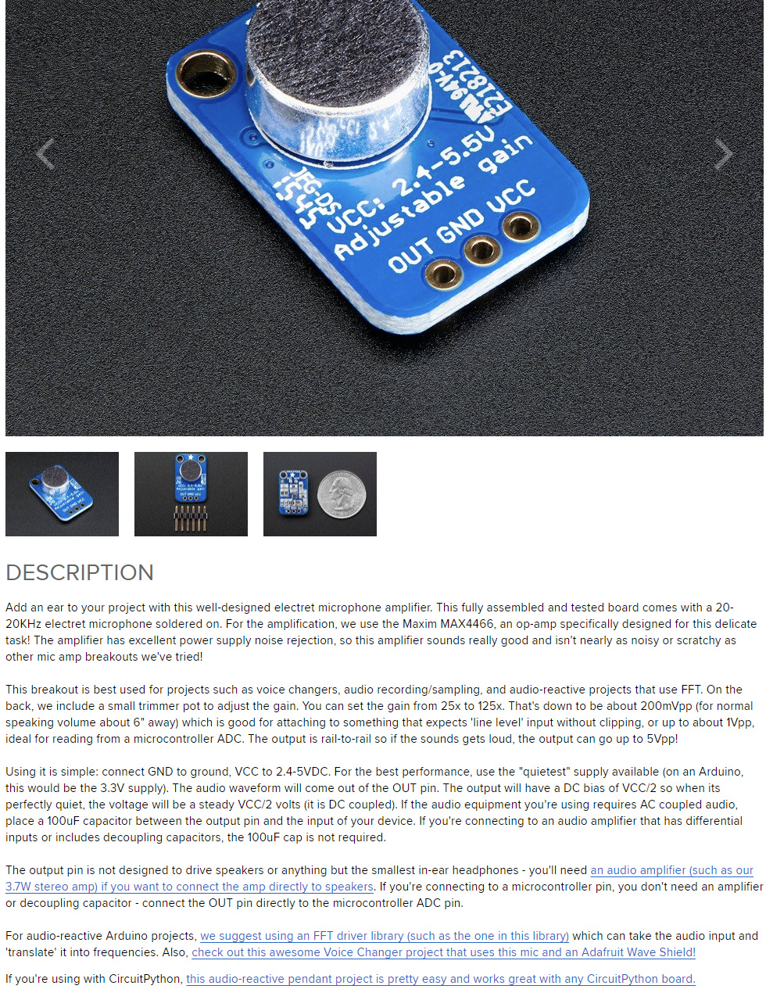 E218213
94V-0
JFG-DS
1545
VCC: 2.4-5.5V
Adjustable gain
OUT GND VCC
DESCRIPTION
Add an ear to your project with this well-designed electret microphone amplifier. This fully assembled and tested board comes with a 20-
20KHz electret microphone soldered on. For the amplification, we use the Maxim MAX4466, an op-amp specifically designed for this delicate
task! The amplifier has excellent power supply noise rejection, so this amplifier sounds really good and isn't nearly as noisy or scratchy as
other mic amp breakouts we've tried!
This breakout is best used for projects such as voice changers, audio recording/sampling, and audio-reactive projects that use FFT. On the
back, we include a small trimmer pot to adjust the gain. You can set the gain from 25x to 125x. That's down to be about 200mVpp (for normal
speaking volume about 6" away) which is good for attaching to something that expects 'line level' input without clipping, or up to about 1Vpp,
ideal for reading from a microcontroller ADC. The output is rail-to-rail so if the sounds gets loud, the output can go up to 5Vpp!
Using it is simple: connect GND to ground, VCC to 2.4-5VDC. For the best performance, use the "quietest" supply available (on an Arduino,
this would be the 3.3V supply). The audio waveform will come out of the OUT pin. The output will have a DC bias of VCC/2 so when its
perfectly quiet, the voltage will be a steady VCC/2 volts (it is DC coupled). If the audio equipment you're using requires AC coupled audio,
place a 100uF capacitor between the output pin and the input of your device. If you're connecting to an audio amplifier that has differential
inputs or includes decoupling capacitors, the 100uF cap is not required.
The output pin is not designed to drive speakers or anything but the smallest in-ear headphones - you'll need an audio amplifier (such as our
3.7W stereo amp) if you want to connect the amp directly to speakers. If you're connecting to a microcontroller pin, you don't need an amplifier
or decoupling capacitor - connect the OUT pin directly to the microcontroller ADC pin.
For audio-reactive Arduino projects, we suggest using an FFT driver library (such as the one in this library) which can take the audio input and
'translate' it into frequencies. Also, check out this awesome Voice Changer project that uses this mic and an Adafruit Wave Shield!
If you're using with CircuitPython, this audio-reactive pendant project is pretty easy and works great with any CircuitPython board.